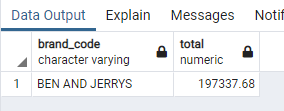 Data Output Explain Messages Notif
brand_code total
character varying numeric
1 BEN AND JERRYS 197337.68